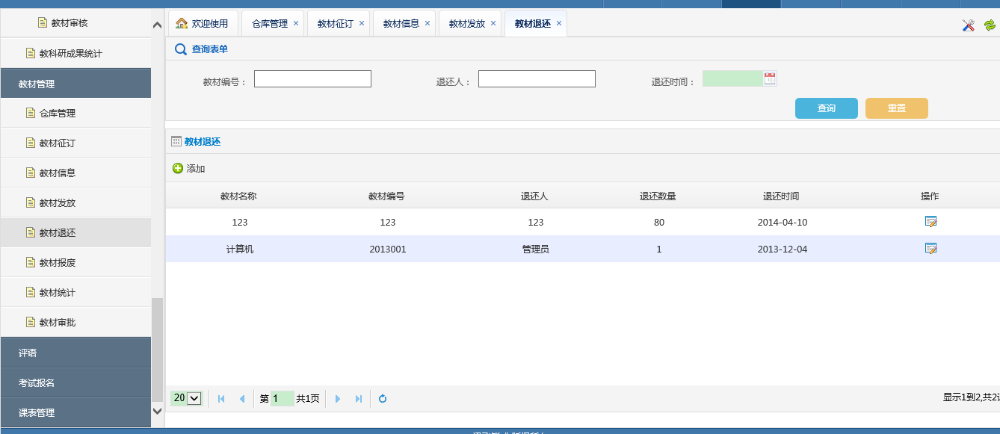 教材审核
教科研成果统计
教材管理
仓库管理
教材征订
教材信息
教材发放
教材退还
教材报废
教材统计
教材审批
评语
考试报名
课表管理
欢迎使用 仓库管理 × 教材征订 × 教材信息 × 教材发放 × 教材退还 ×
查询表单
教材编号： 退还人： 退还时间：
查询 重置
教材退还
添加
教材名称 教材编号 退还人 退还数量 退还时间 操作
123 123 123 80 2014-04-10
计算机 2013001 管理员 1 2013-12-04
20 第 1 共1页 显示1到2,共2